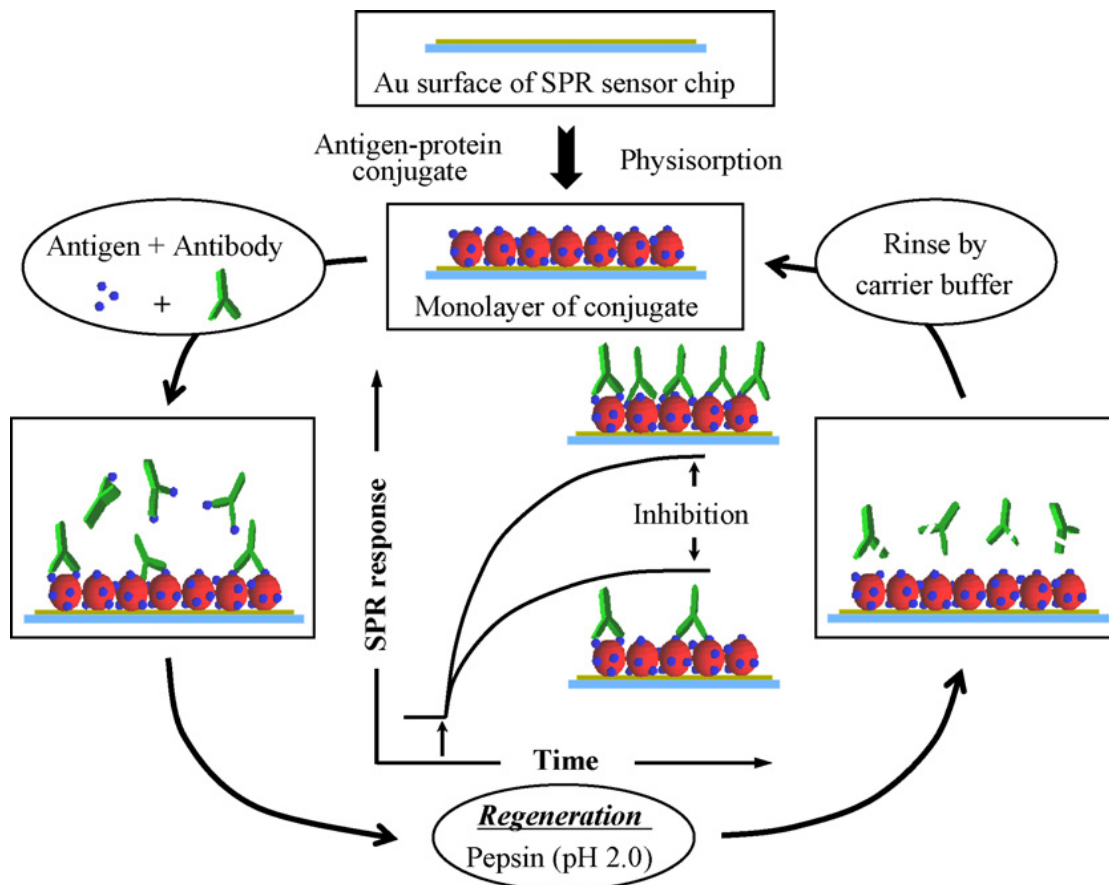 Au surface of SPR sensor chip
Antigen-protein
conjugate
Physisorption
Antigen + Antibody
+
Monolayer of conjugate
Rinse by
carrier buffer
SPR response
Inhibition
Time
Regeneration
Pepsin (pH 2.0)